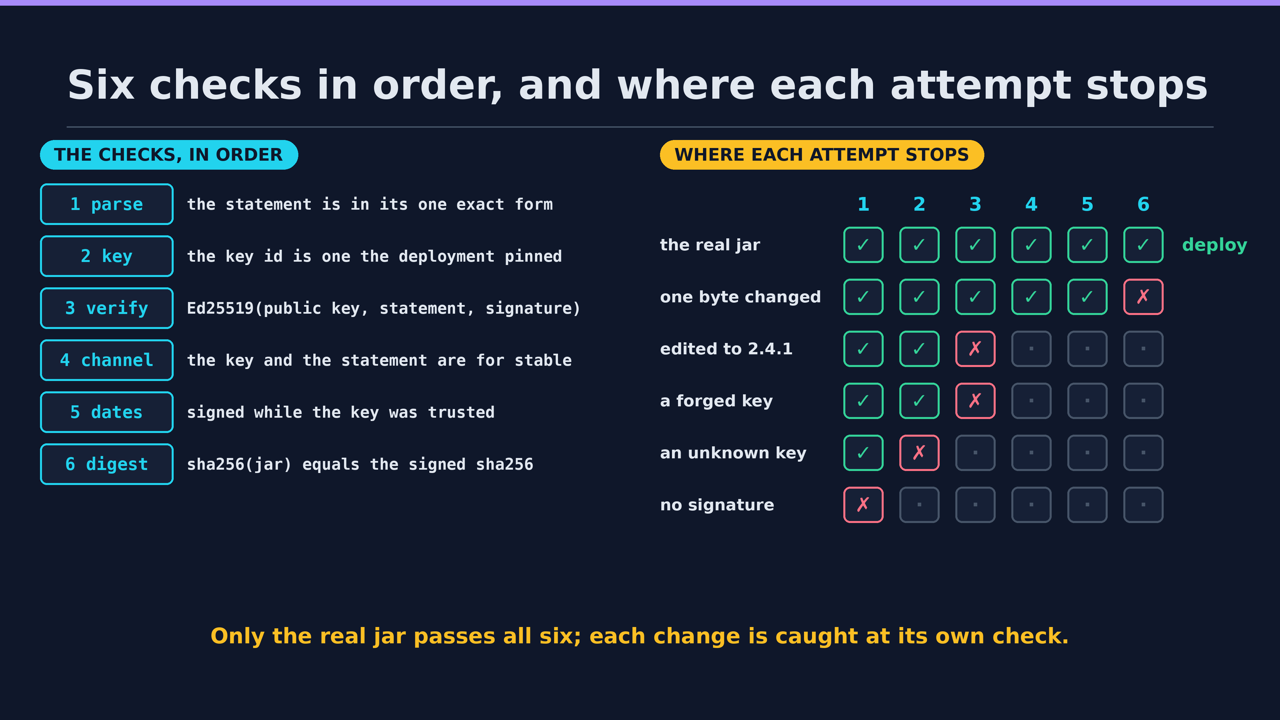 Six checks in order, and where each attempt stops
THE CHECKS, IN ORDER
1 parse the statement is in its one exact form
2 key the key id is one the deployment pinned
3 verify Ed25519(public key, statement, signature)
4 channel the key and the statement are for stable
5 dates signed while the key was trusted
6 digest sha256(jar) equals the signed sha256
WHERE EACH ATTEMPT STOPS
1 2 3 4 5 6
the real jar ✓ ✓ ✓ ✓ ✓ ✓ deploy
one byte changed ✓ ✓ ✓ ✓ ✓ ✗
edited to 2.4.1 ✓ ✓ ✗ · · ·
a forged key ✓ ✓ ✗ · · ·
an unknown key ✓ ✗ · · · ·
no signature ✗ · · · · ·
Only the real jar passes all six; each change is caught at its own check.